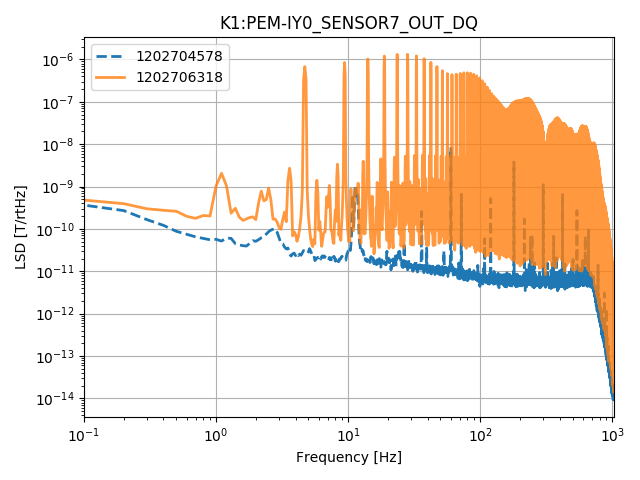 K1:PEM-IY0_SENSOR7_OUT_DQ
1202704578
1202706318
LSD [T/rtHz]
10⁻⁶
10⁻⁷
10⁻⁸
10⁻⁹
10⁻¹⁰
10⁻¹¹
10⁻¹²
10⁻¹³
10⁻¹⁴
10⁻¹ 10⁰ 10¹ 10² 10³
Frequency [Hz]